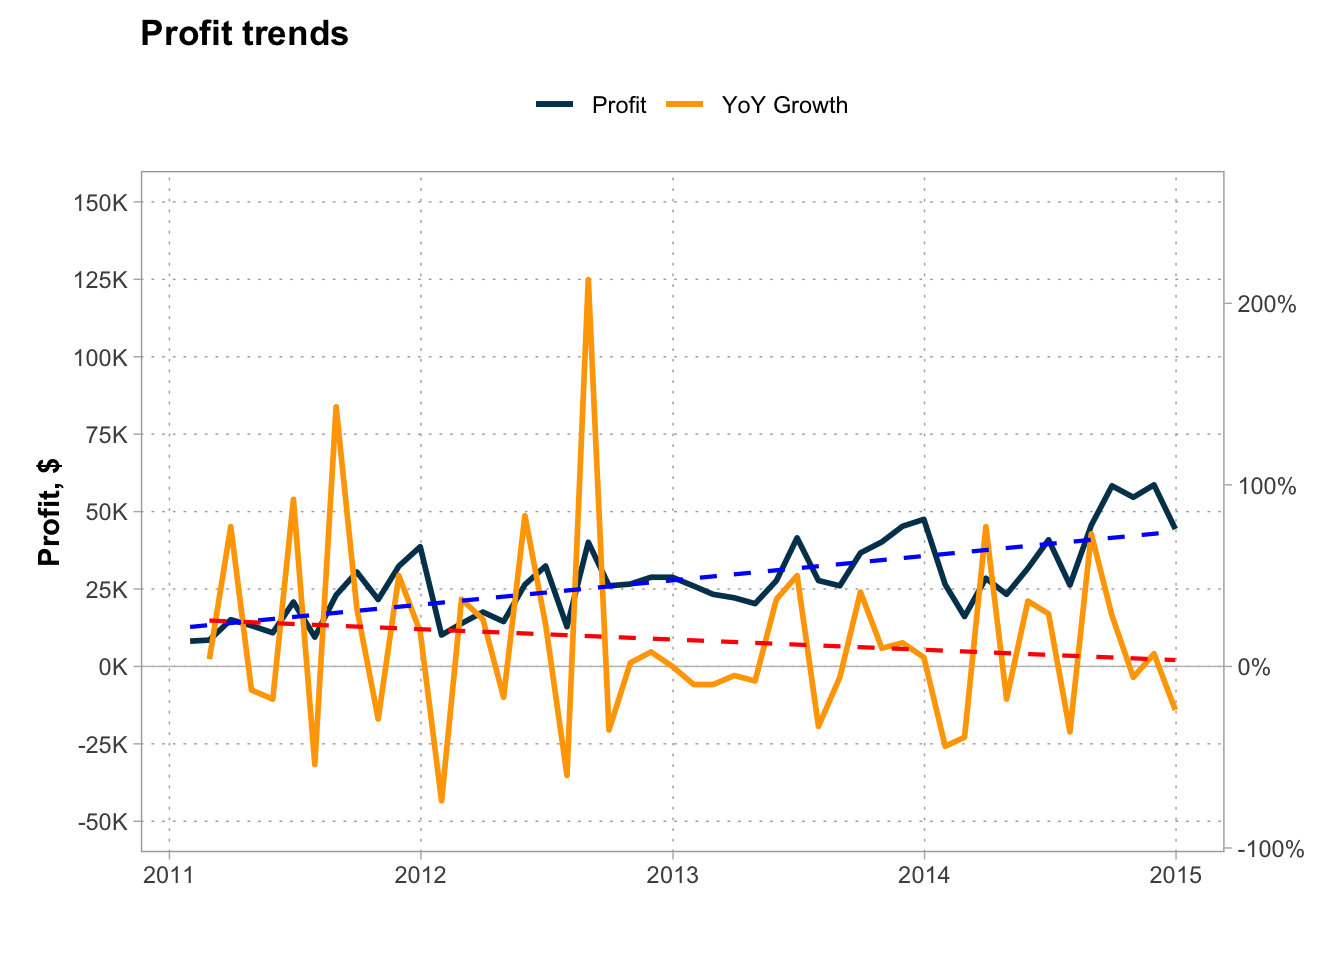 Profit trends
Profit YoY Growth
150K
125K
100K
75K
50K
25K
0K
-25K
-50K
Profit, $
200%
100%
0%
-100%
2011 2012 2013 2014 2015